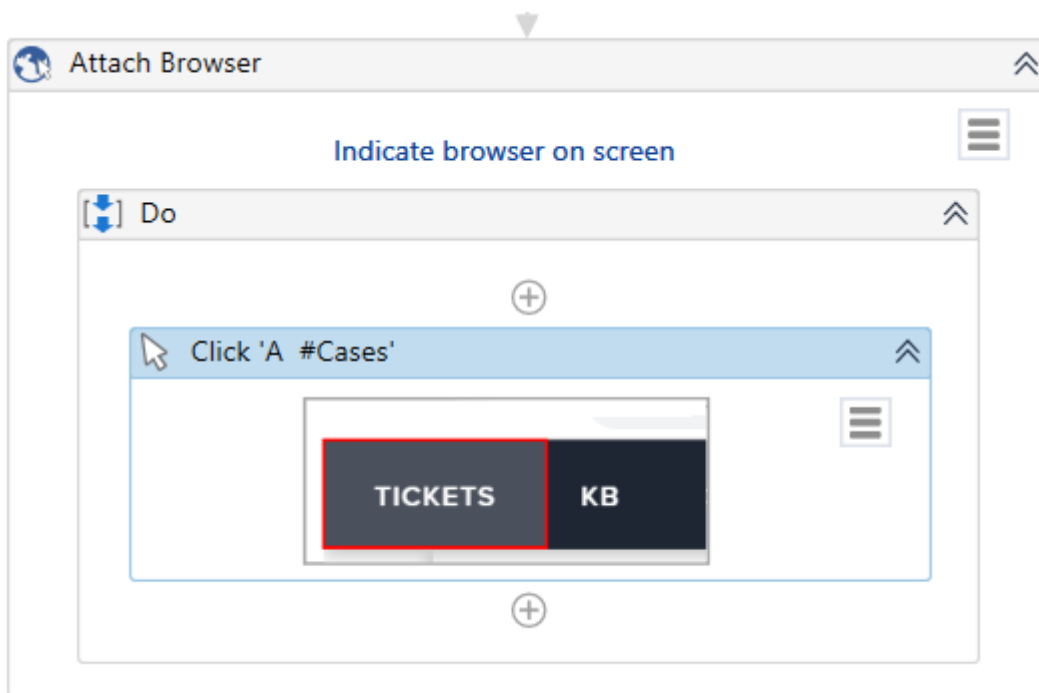 Attach Browser
Indicate browser on screen
Do
Click 'A  #Cases'
TICKETS KB